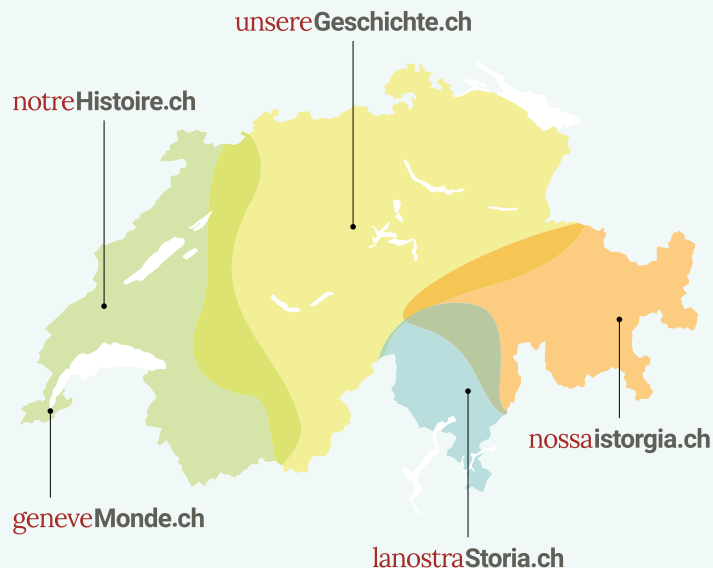 unsereGeschichte.ch
notreHistoire.ch
nossaistorgia.ch
geneveMonde.ch
lanostraStoria.ch